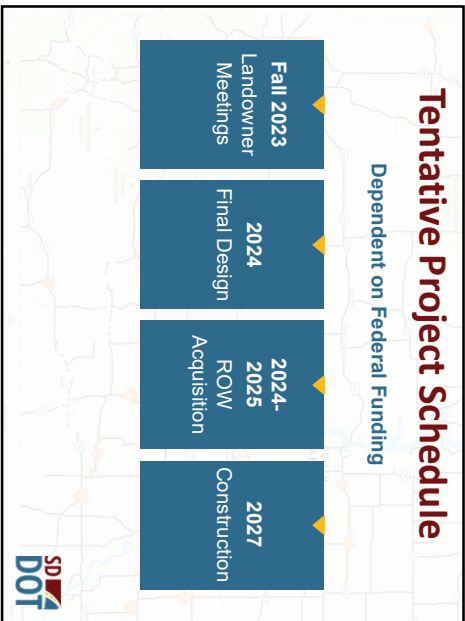 Tentative Project Schedule
Dependent on Federal Funding
Fall 2023
Landowner
Meetings
2024
Final Design
2024-
2025
ROW
Acquisition
2027
Construction
SD
DOT